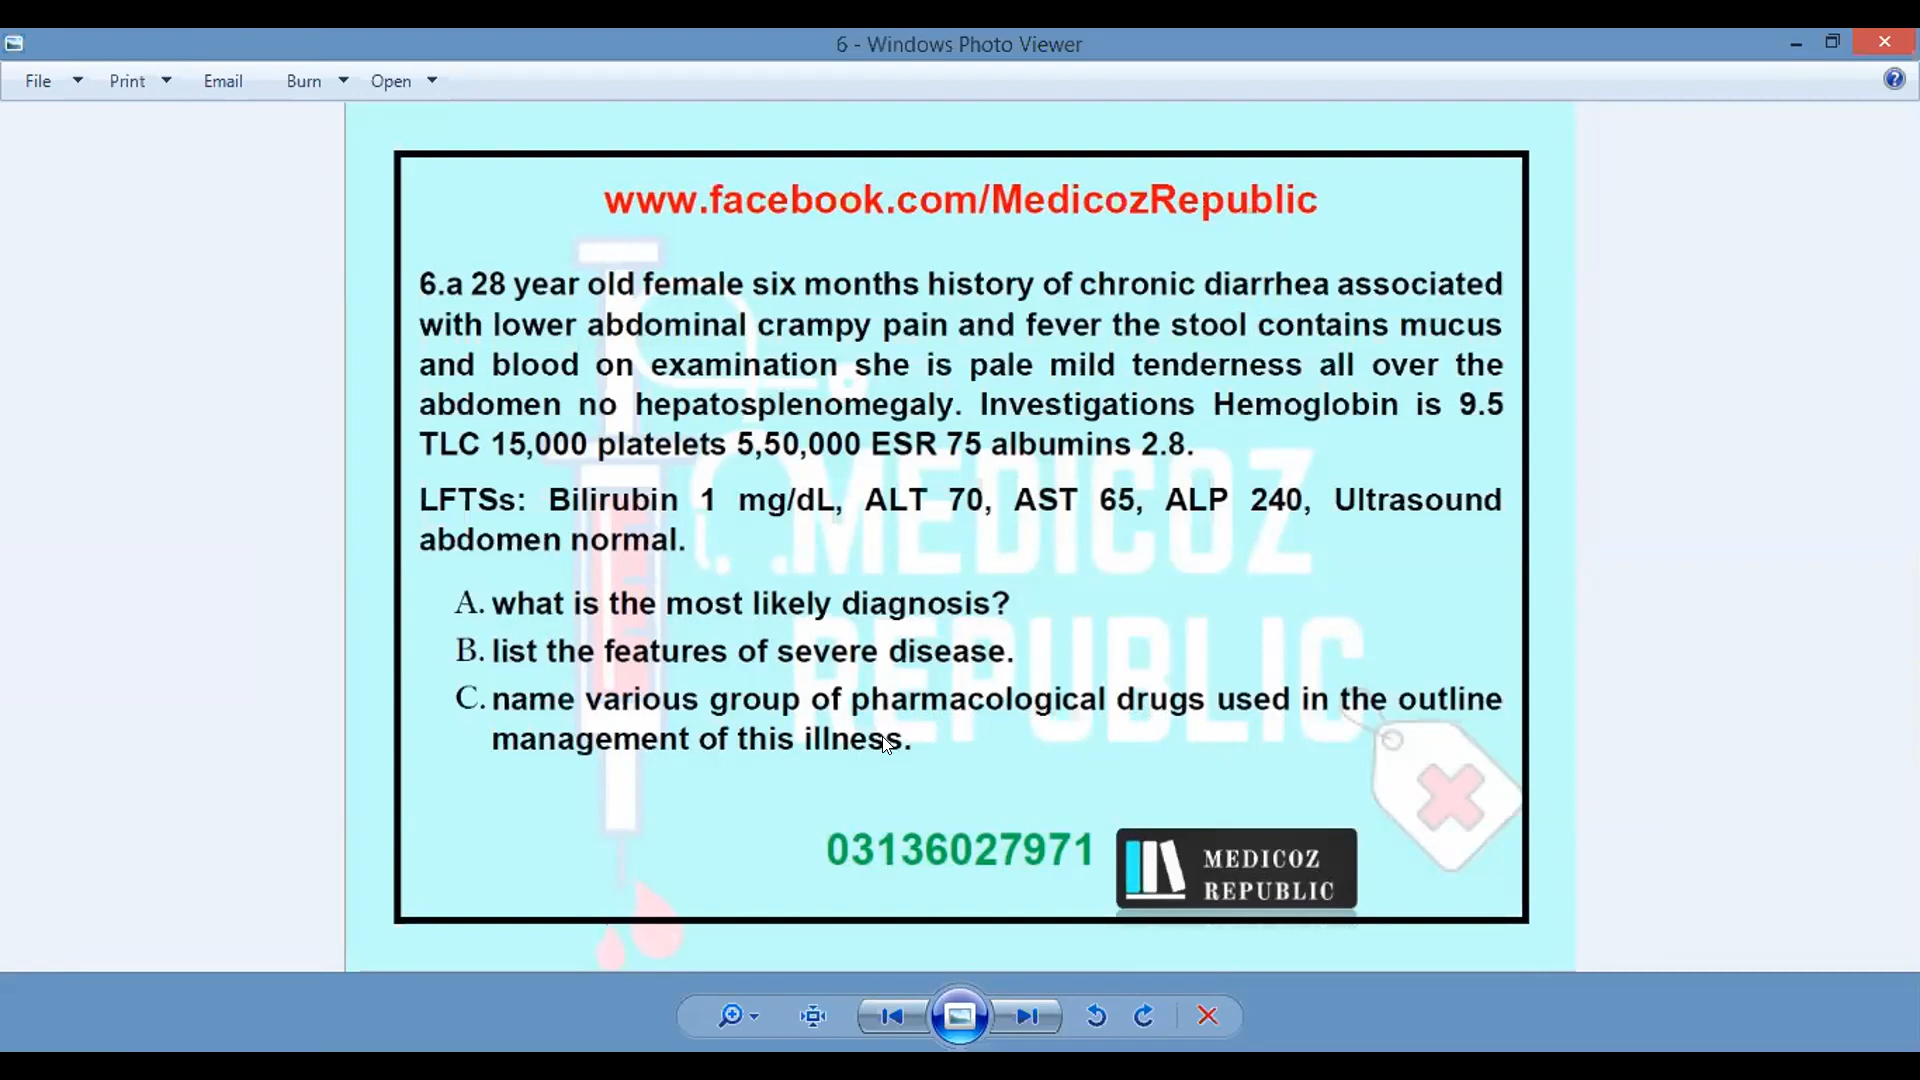 6 - Windows Photo Viewer
File Print Email Burn Open
www.facebook.com/MedicozRepublic
6.a 28 year old female six months history of chronic diarrhea associated
with lower abdominal crampy pain and fever the stool contains mucus
and blood on examination she is pale mild tenderness all over the
abdomen no hepatosplenomegaly. Investigations Hemoglobin is 9.5
TLC 15,000 platelets 5,50,000 ESR 75 albumins 2.8.
LFTSs: Bilirubin 1 mg/dL, ALT 70, AST 65, ALP 240, Ultrasound
abdomen normal.
A. what is the most likely diagnosis?
B. list the features of severe disease.
C. name various group of pharmacological drugs used in the outline
management of this illness.
MEDICOZ
REPUBLIC
03136027971
MEDICOZ
REPUBLIC